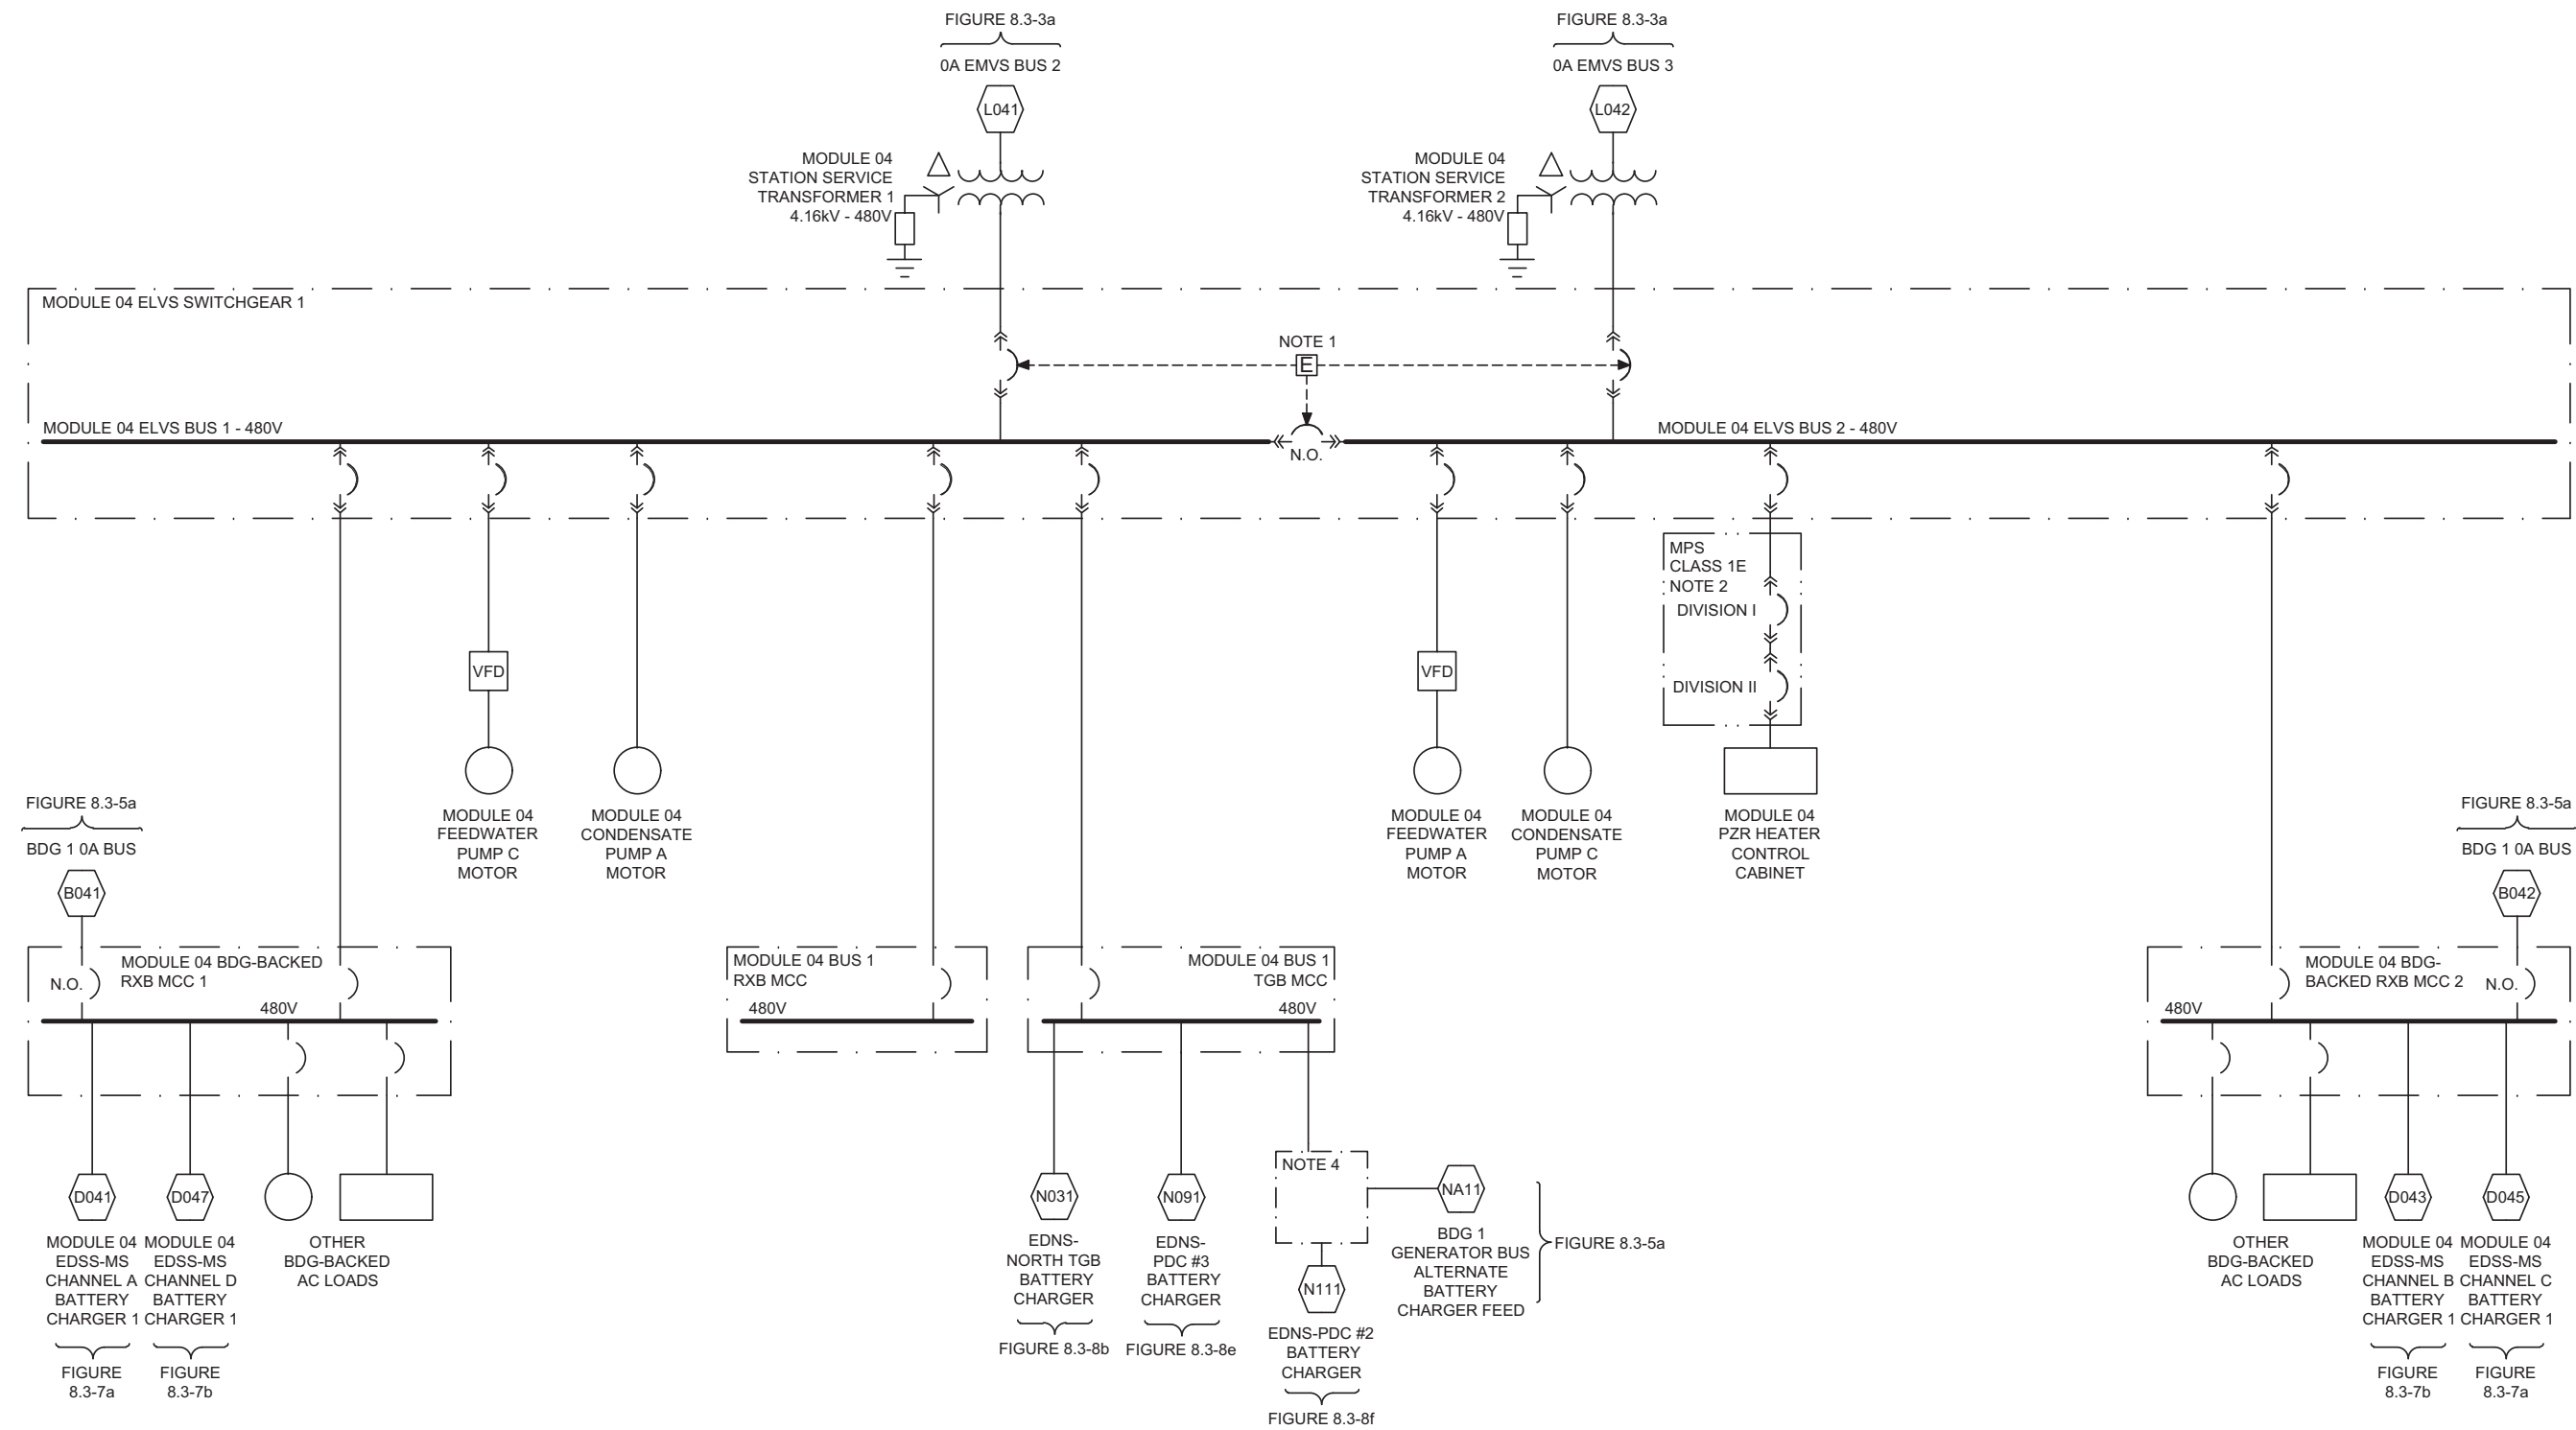 FIGURE 8.3-3a
0A EMVS BUS 2
L041
MODULE 04
STATION SERVICE
TRANSFORMER 1
4.16kV - 480V
FIGURE 8.3-3a
0A EMVS BUS 3
L042
MODULE 04
STATION SERVICE
TRANSFORMER 2
4.16kV - 480V
MODULE 04 ELVS SWITCHGEAR 1
NOTE 1
E
MODULE 04 ELVS BUS 1 - 480V
N.O.
MODULE 04 ELVS BUS 2 - 480V
MPS
CLASS 1E
NOTE 2
DIVISION I
DIVISION II
VFD
MODULE 04
FEEDWATER
PUMP C
MOTOR
MODULE 04
CONDENSATE
PUMP A
MOTOR
VFD
MODULE 04
FEEDWATER
PUMP A
MOTOR
MODULE 04
CONDENSATE
PUMP C
MOTOR
MODULE 04
PZR HEATER
CONTROL
CABINET
FIGURE 8.3-5a
BDG 1 0A BUS
B041
N.O.
MODULE 04 BDG-BACKED
RXB MCC 1
480V
MODULE 04 BUS 1
RXB MCC
480V
MODULE 04 BUS 1
TGB MCC
480V
FIGURE 8.3-5a
BDG 1 0A BUS
B042
MODULE 04 BDG-
BACKED RXB MCC 2
N.O.
480V
D041
MODULE 04
EDSS-MS
CHANNEL A
BATTERY
CHARGER 1
FIGURE
8.3-7a
D047
MODULE 04
EDSS-MS
CHANNEL D
BATTERY
CHARGER 1
FIGURE
8.3-7b
OTHER
BDG-BACKED
AC LOADS
N031
EDNS-
NORTH TGB
BATTERY
CHARGER
FIGURE 8.3-8b
N091
EDNS-
PDC #3
BATTERY
CHARGER
FIGURE 8.3-8e
NOTE 4
N111
EDNS-PDC #2
BATTERY
CHARGER
FIGURE 8.3-8f
NA11
BDG 1
GENERATOR BUS
ALTERNATE
BATTERY
CHARGER FEED
FIGURE 8.3-5a
OTHER
BDG-BACKED
AC LOADS
D043
MODULE 04
EDSS-MS
CHANNEL B
BATTERY
CHARGER 1
FIGURE
8.3-7b
D045
MODULE 04
EDSS-MS
CHANNEL C
BATTERY
CHARGER 1
FIGURE
8.3-7a